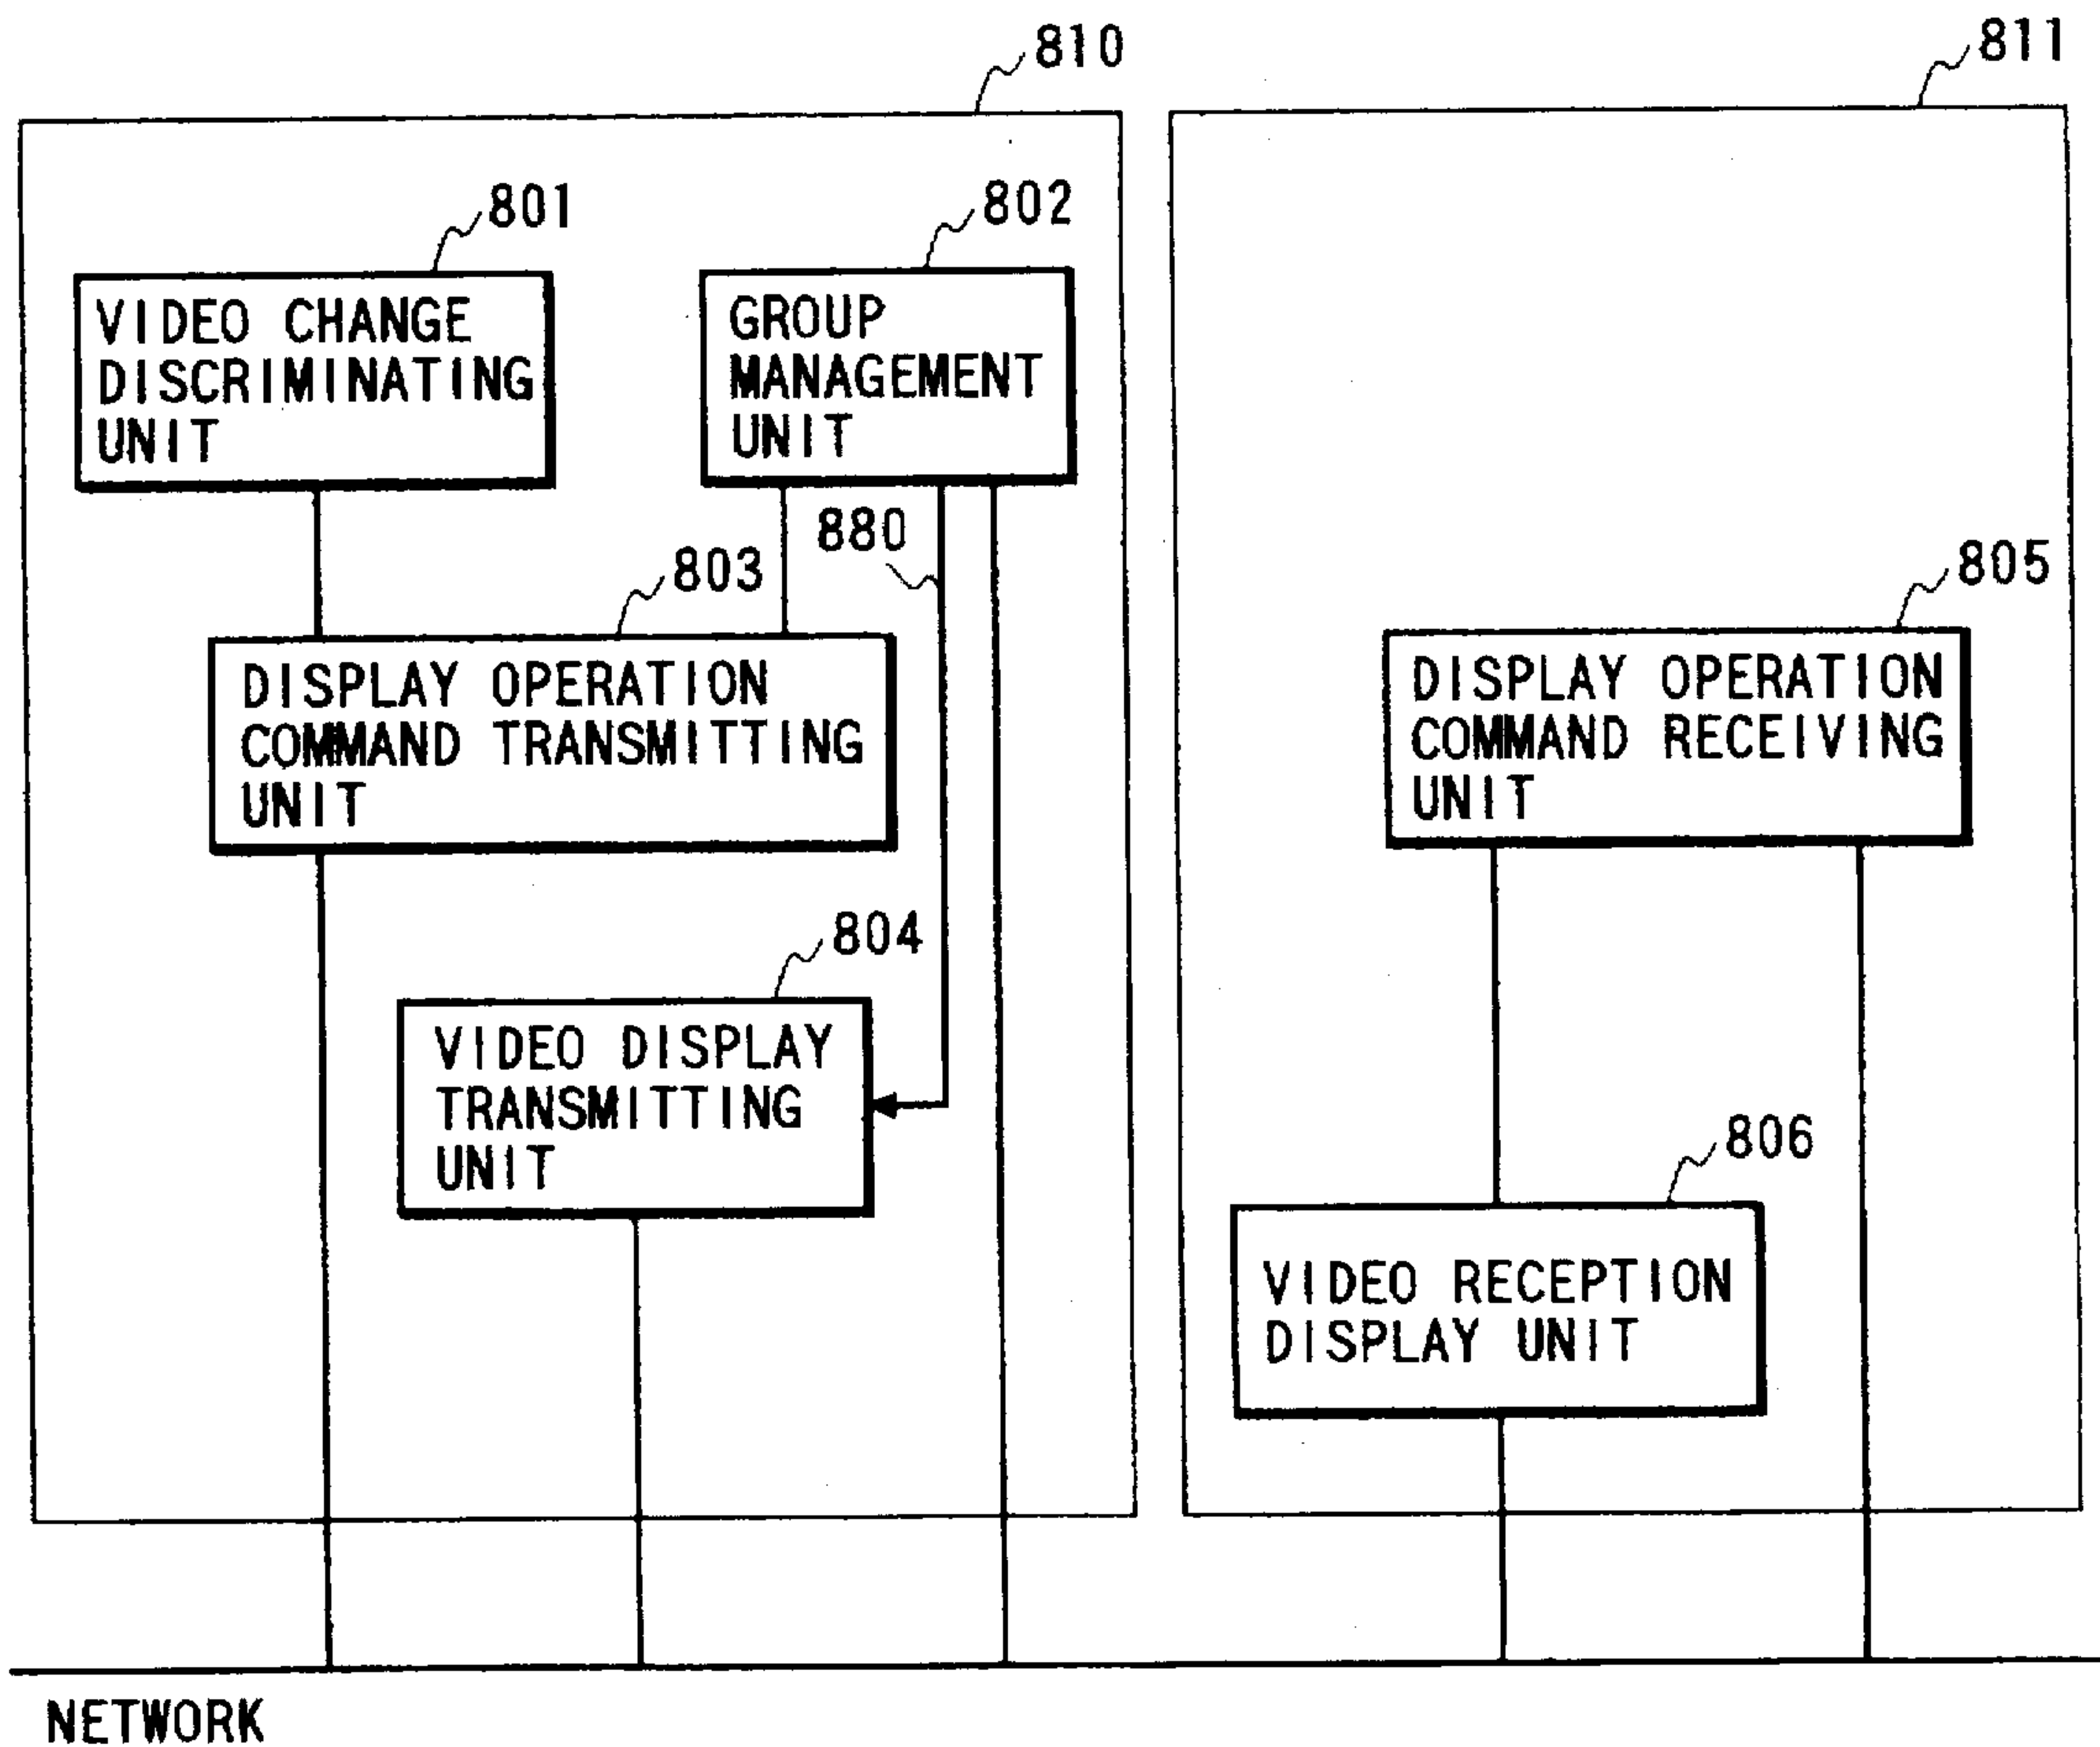 810
811
801
802
VIDEO CHANGE
DISCRIMINATING
UNIT
GROUP
MANAGEMENT
UNIT
880
803
805
DISPLAY OPERATION
COMMAND TRANSMITTING
UNIT
DISPLAY OPERATION
COMMAND RECEIVING
UNIT
804
VIDEO DISPLAY
TRANSMITTING
UNIT
806
VIDEO RECEPTION
DISPLAY UNIT
NETWORK